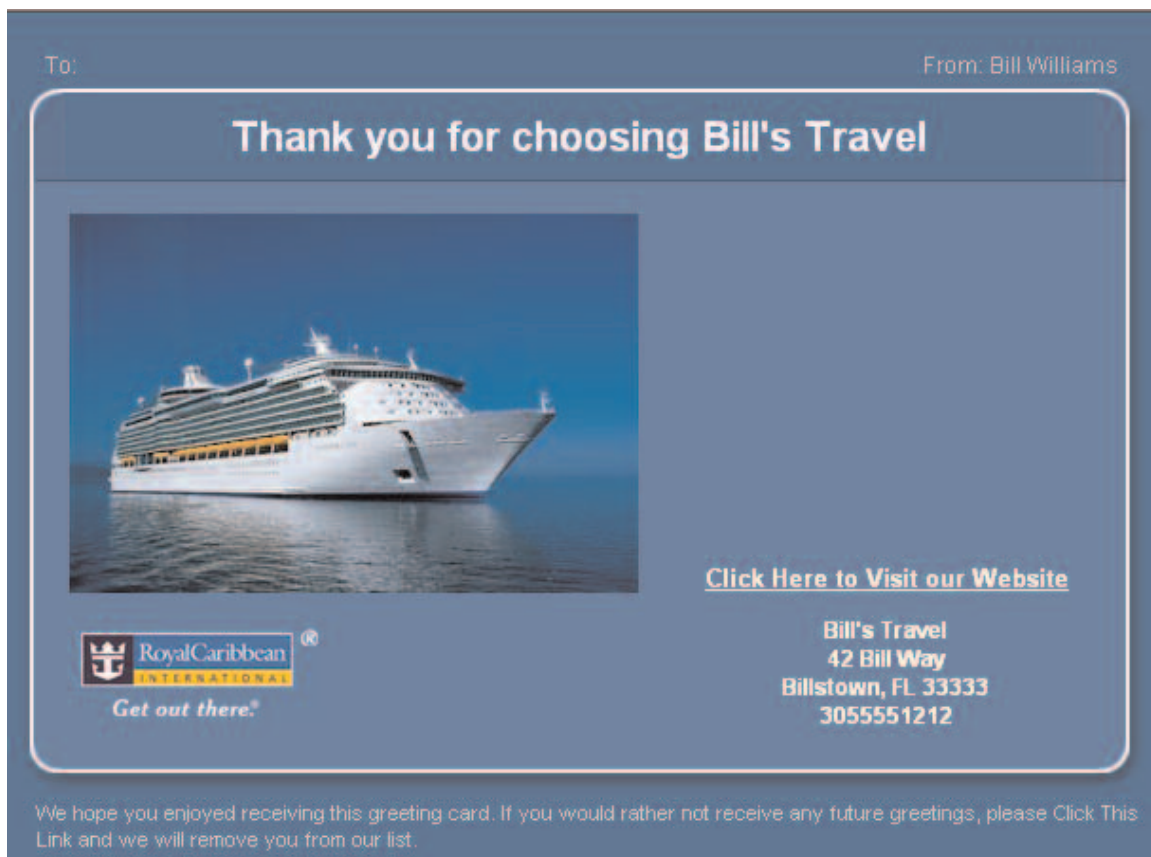 To:
From: Bill Williams
Thank you for choosing Bill's Travel
Click Here to Visit our Website
Bill's Travel
42 Bill Way
Billstown, FL 33333
3055551212
RoyalCaribbean ®
INTERNATIONAL
Get out there.®
We hope you enjoyed receiving this greeting card. If you would rather not receive any future greetings, please Click This
Link and we will remove you from our list.